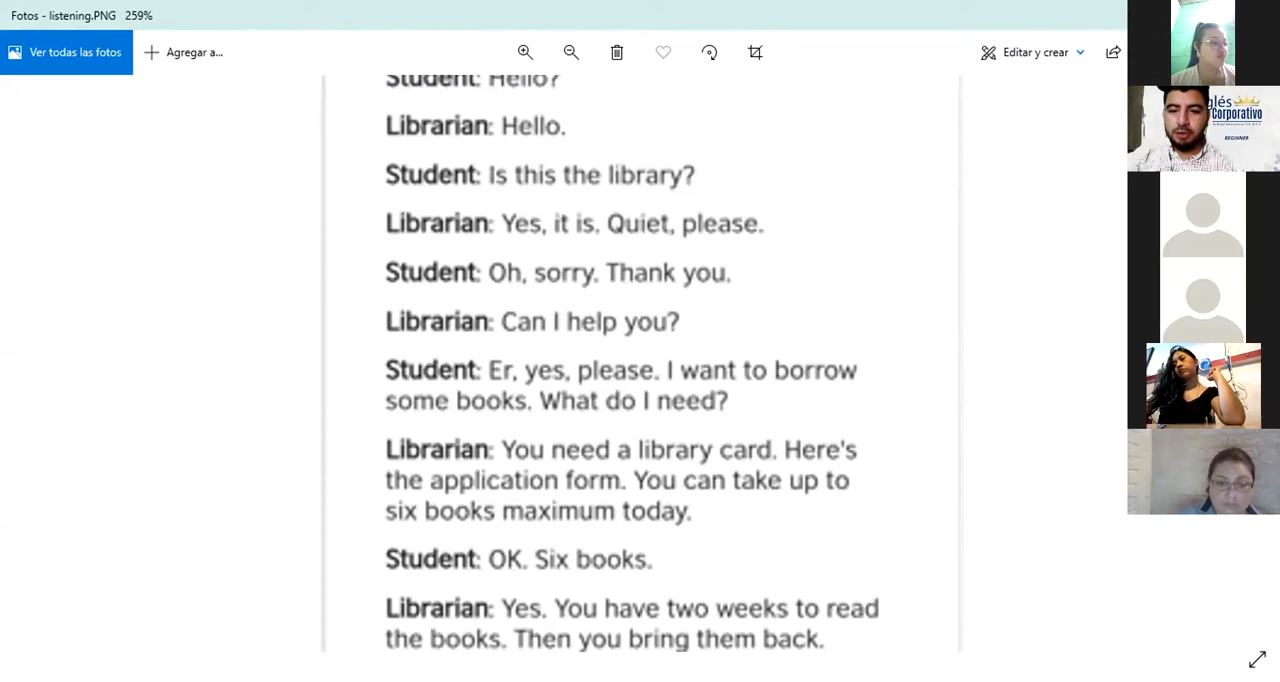 Fotos - listening.PNG 259%
Ver todas las fotos
Agregar a...
Editar y crear
Student: Hello?
Librarian: Hello.
Student: Is this the library?
Librarian: Yes, it is. Quiet, please.
Student: Oh, sorry. Thank you.
Librarian: Can I help you?
Student: Er, yes, please. I want to borrow
some books. What do I need?
Librarian: You need a library card. Here's
the application form. You can take up to
six books maximum today.
Student: OK. Six books.
Librarian: Yes. You have two weeks to read
the books. Then you bring them back.
glés
Corporativo
BEGINNER